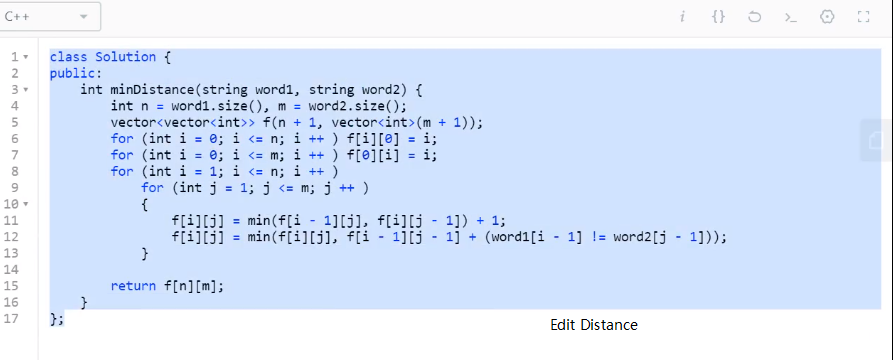 C++
i {} >_
1 class Solution {
2 public:
3     int minDistance(string word1, string word2) {
4         int n = word1.size(), m = word2.size();
5         vector<vector<int>> f(n + 1, vector<int>(m + 1));
6         for (int i = 0; i <= n; i ++ ) f[i][0] = i;
7         for (int i = 0; i <= m; i ++ ) f[0][i] = i;
8         for (int i = 1; i <= n; i ++ )
9             for (int j = 1; j <= m; j ++ )
10             {
11                 f[i][j] = min(f[i - 1][j], f[i][j - 1]) + 1;
12                 f[i][j] = min(f[i][j], f[i - 1][j - 1] + (word1[i - 1] != word2[j - 1]));
13             }
14
15         return f[n][m];
16     }
17 };
Edit Distance